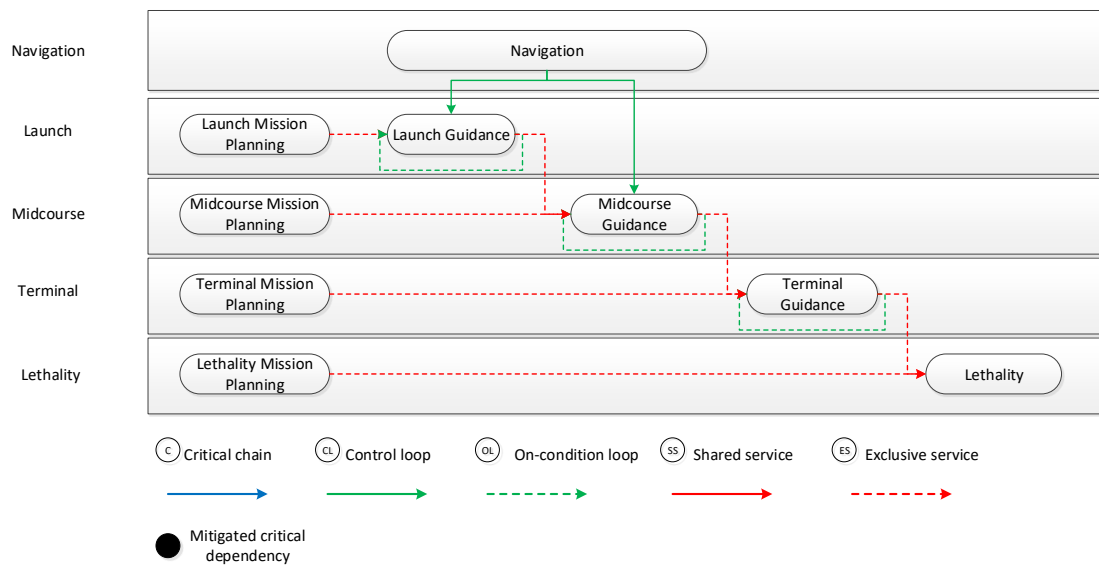 Navigation
Navigation
Launch
Launch Mission
Planning
Launch Guidance
Midcourse
Midcourse Mission
Planning
Midcourse
Guidance
Terminal
Terminal Mission
Planning
Terminal
Guidance
Lethality
Lethality Mission
Planning
Lethality
C Critical chain
CL Control loop
OL On-condition loop
SS Shared service
ES Exclusive service
Mitigated critical
dependency